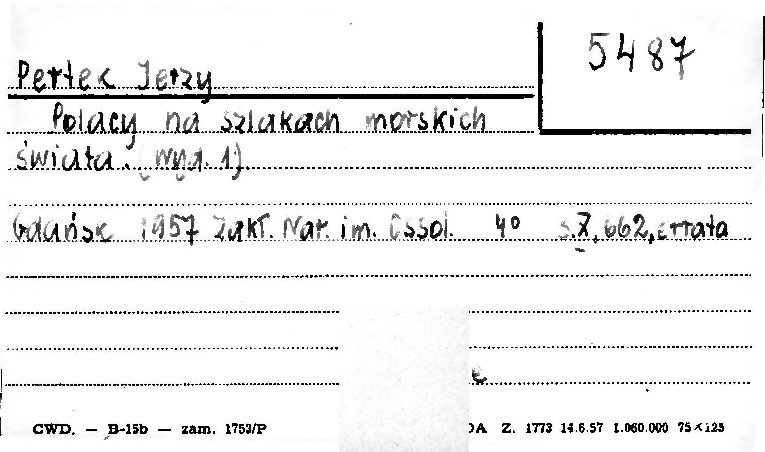 5487
Pertek Jerzy
Polacy na szlakach morskich
świata. (wyd. 1)
Gdańsk 1957 Zakł. Nar. im. Ossol. 4° s. X, 662, errata
CWD. — B-15b — zam. 1753/P DA Z. 1773 14.6.57 1.060.000 75×125